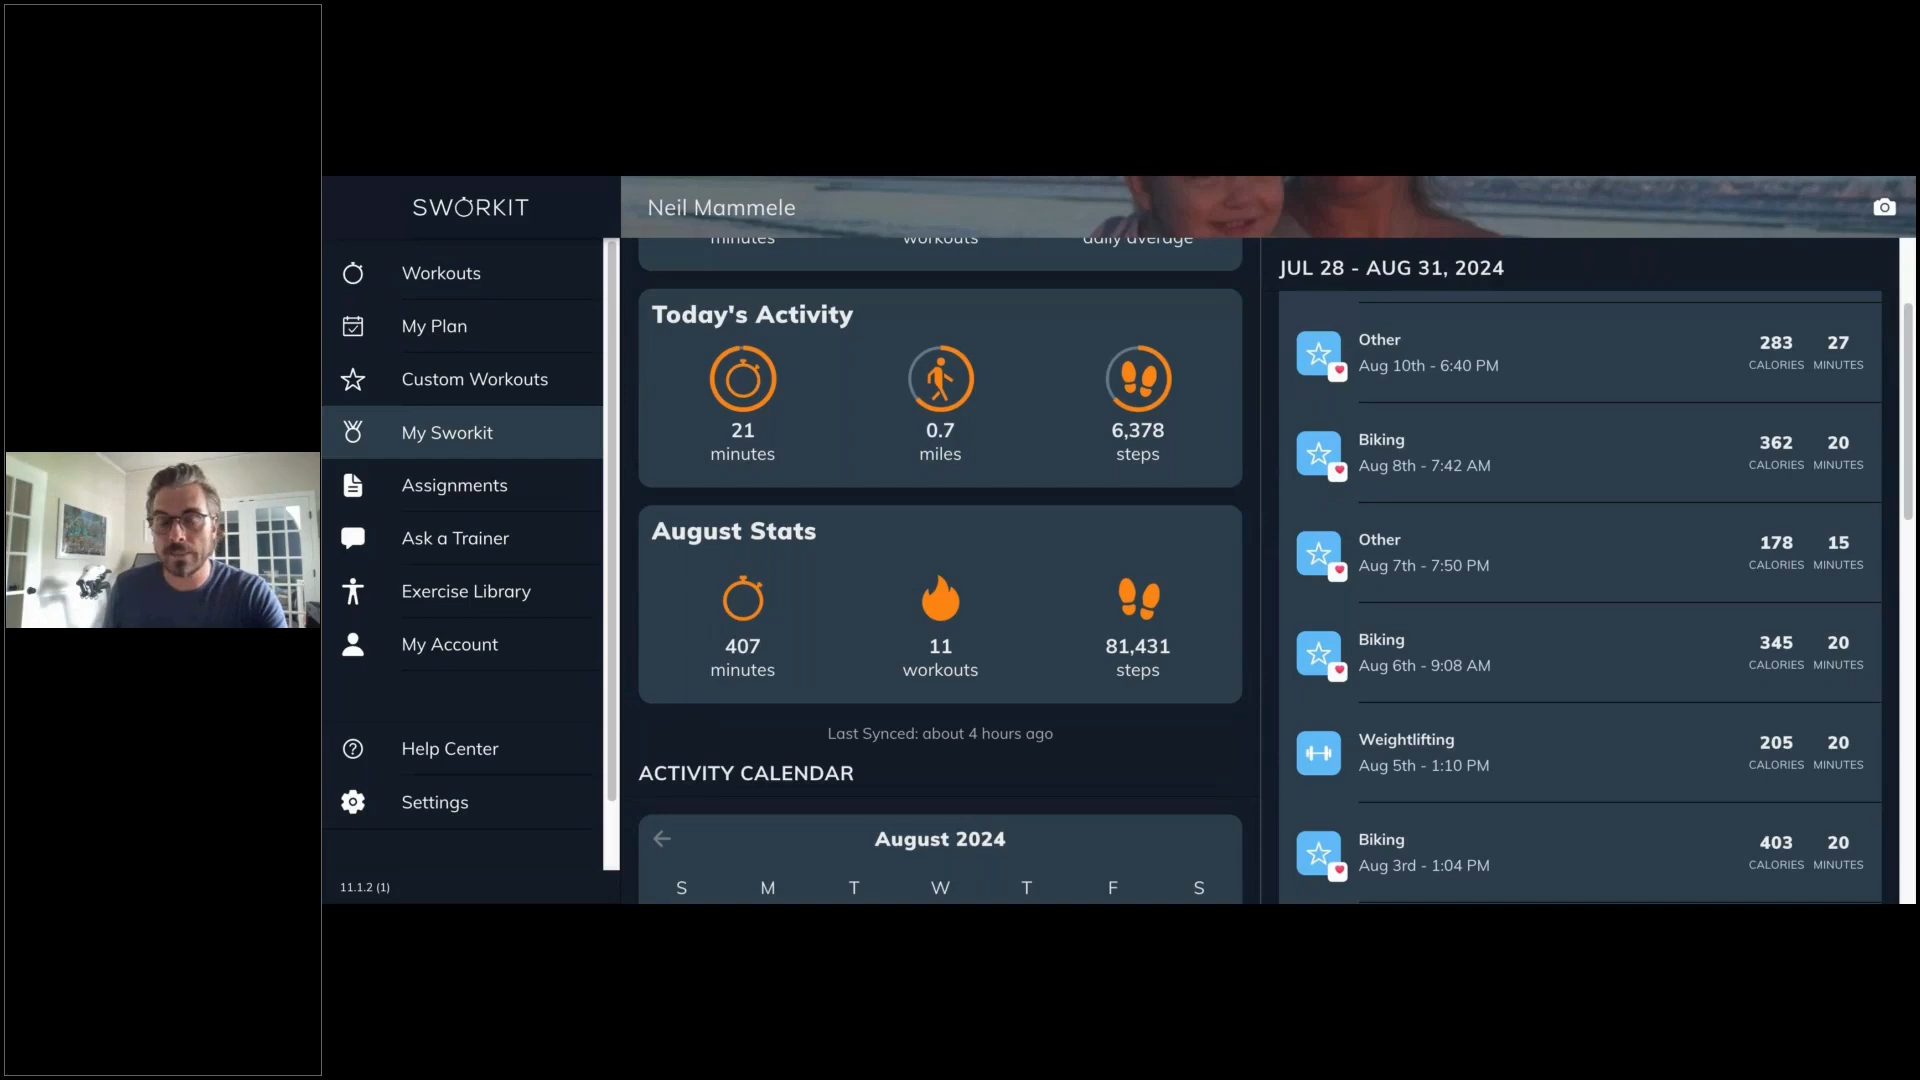 SWORKIT
Workouts
My Plan
Custom Workouts
My Sworkit
Assignments
Ask a Trainer
Exercise Library
My Account
Help Center
Settings
11.1.2 (1)
Neil Mammele
minutes workouts daily average
Today's Activity
21 0.7 6,378
minutes miles steps
August Stats
407 11 81,431
minutes workouts steps
Last Synced: about 4 hours ago
ACTIVITY CALENDAR
August 2024
S M T W T F S
JUL 28 - AUG 31, 2024
Other
Aug 10th - 6:40 PM
283 27
CALORIES MINUTES
Biking
Aug 8th - 7:42 AM
362 20
CALORIES MINUTES
Other
Aug 7th - 7:50 PM
178 15
CALORIES MINUTES
Biking
Aug 6th - 9:08 AM
345 20
CALORIES MINUTES
Weightlifting
Aug 5th - 1:10 PM
205 20
CALORIES MINUTES
Biking
Aug 3rd - 1:04 PM
403 20
CALORIES MINUTES